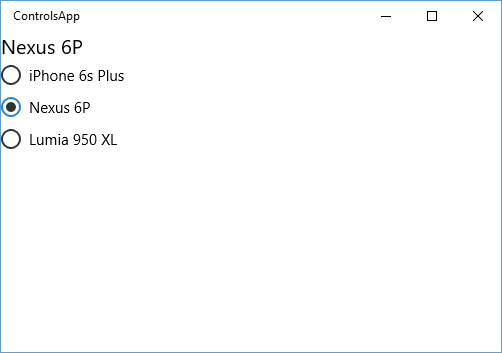 ControlsApp
Nexus 6P
iPhone 6s Plus
Nexus 6P
Lumia 950 XL